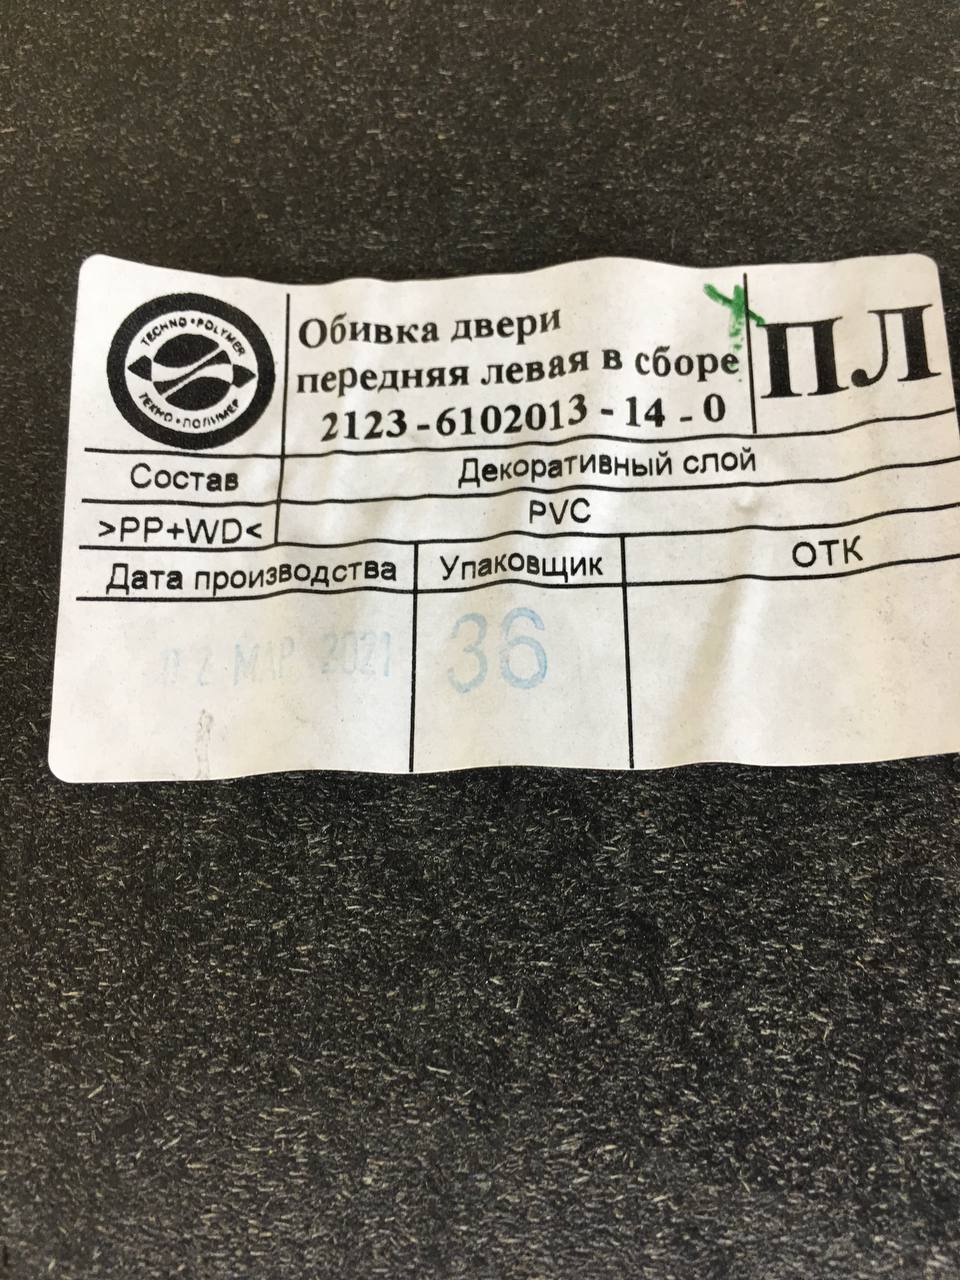 TECHNO • POLYMER
ТЕХНО • ПОЛИМЕР
Обивка двери
передняя левая в сборе
2123-6102013-14-0
ПЛ
Состав
Декоративный слой
>PP+WD<
PVC
Дата производства
Упаковщик
ОТК
02 МАР 2021
36